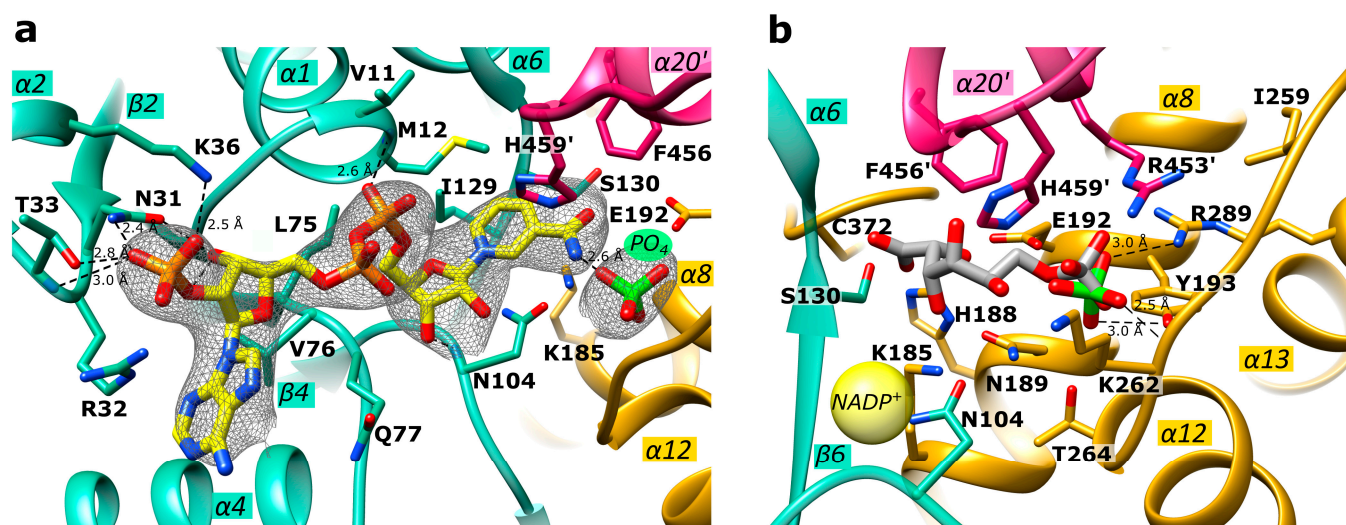 a
α2
β2
α1
V11
α6
α20'
K36
M12
H459'
F456
2.6 Å
T33
N31
2.5 Å
I129
S130
2.4 Å
L75
E192
2.8 Å
PO4
3.0 Å
2.6 Å
α8
V76
K185
R32
β4
N104
Q77
α12
α4
b
α6
α20'
α8
I259
F456'
R453'
H459'
C372
E192
R289
3.0 Å
S130
Y193
2.5 Å
H188
3.0 Å
K185
N189
K262
α13
NADP+
N104
β6
T264
α12